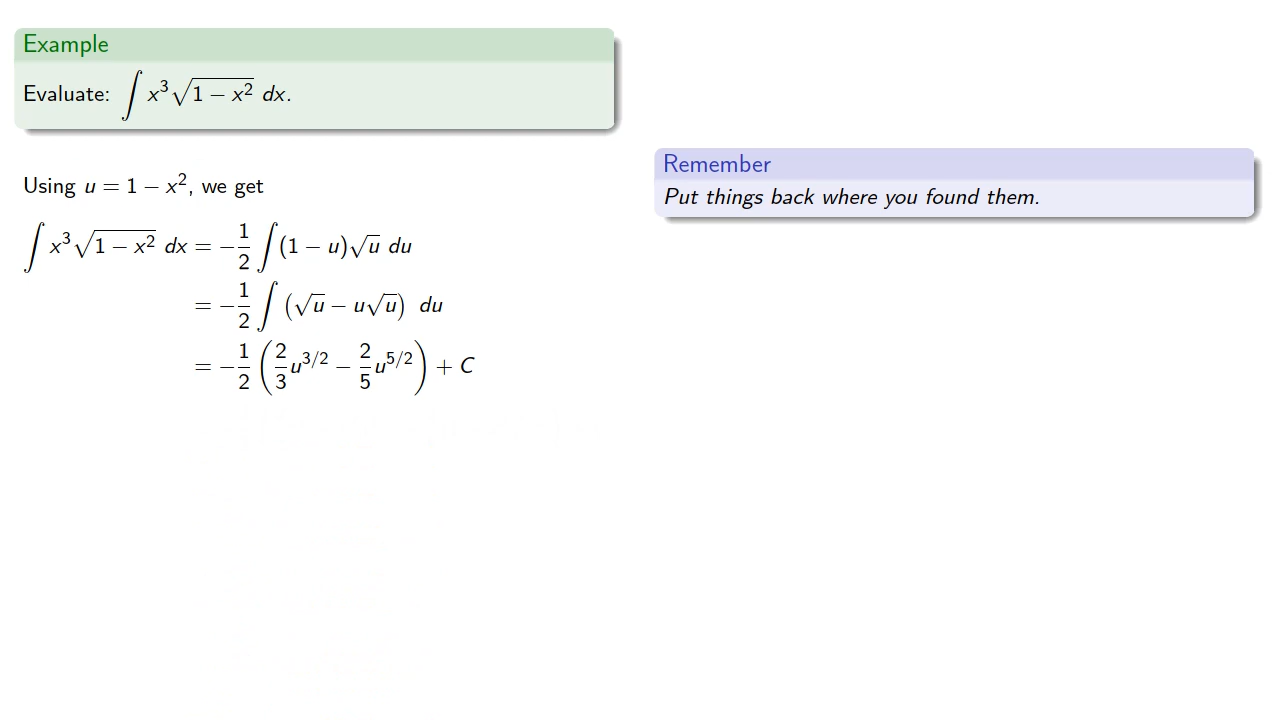 Example
Evaluate: ∫ x³√(1 − x²) dx.
Remember
Put things back where you found them.
Using u = 1 − x², we get
∫ x³√(1 − x²) dx = −1/2 ∫ (1 − u)√u du
= −1/2 ∫ (√u − u√u) du
= −1/2 (2/3 u^{3/2} − 2/5 u^{5/2}) + C